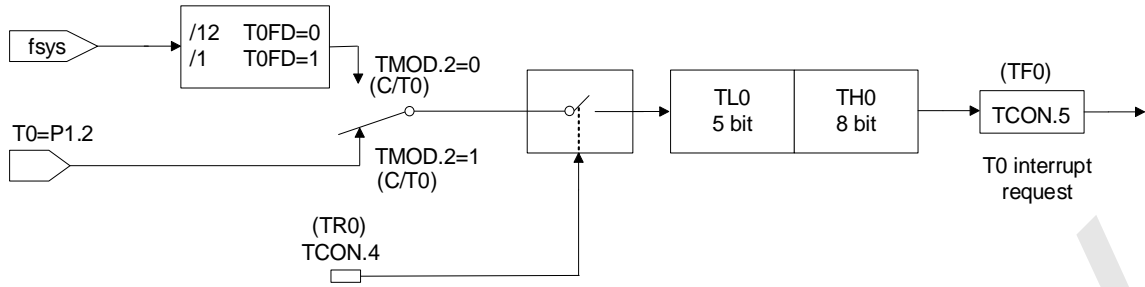 fsys
/12 T0FD=0
/1 T0FD=1
TMOD.2=0
(C/T0)
T0=P1.2
TMOD.2=1
(C/T0)
(TR0)
TCON.4
TL0
5 bit
TH0
8 bit
(TF0)
TCON.5
T0 interrupt
request